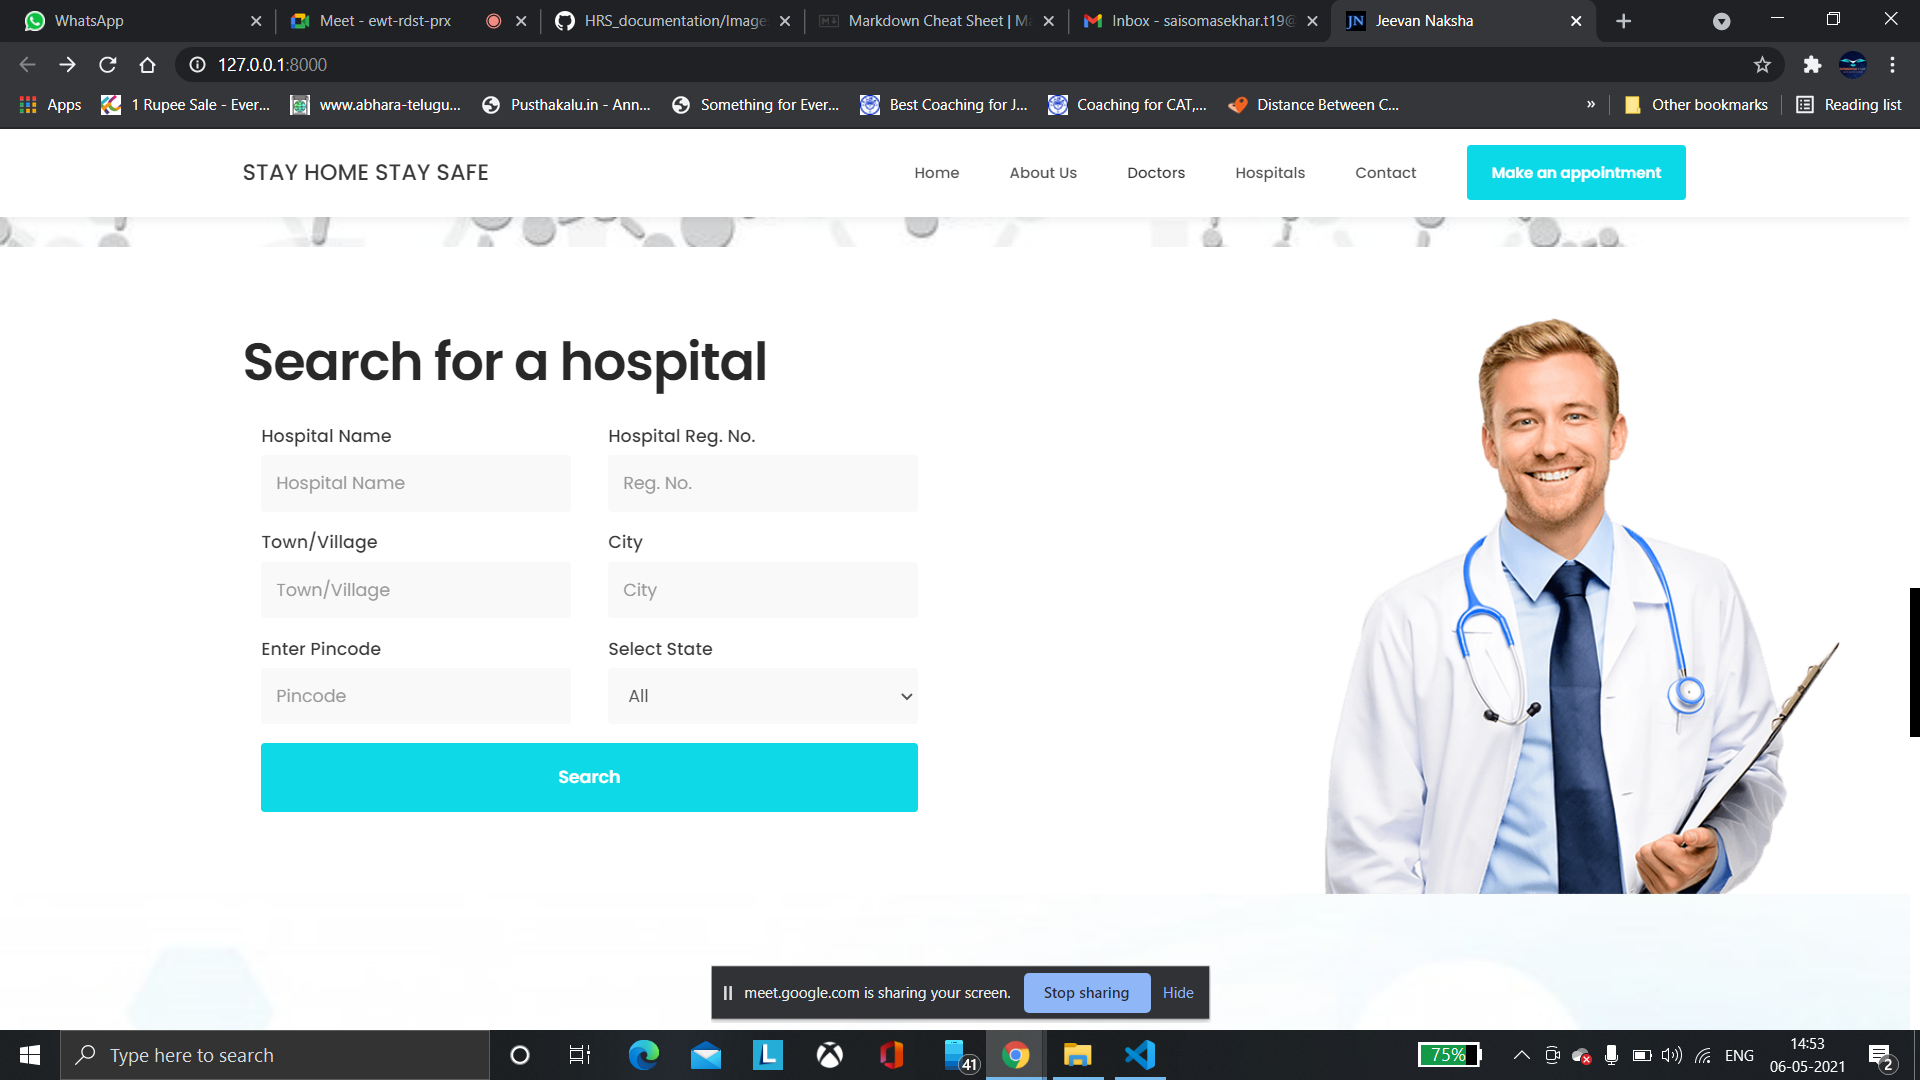 WhatsApp
Meet - ewt-rdst-prx
HRS_documentation/Image
Markdown Cheat Sheet | M
Inbox - saisomasekhar.t19@
JN Jeevan Naksha
127.0.0.1:8000
Apps
1 Rupee Sale - Ever...
www.abhara-telugu...
Pusthakalu.in - Ann...
Something for Ever...
Best Coaching for J...
Coaching for CAT,...
Distance Between C...
»
Other bookmarks
Reading list
STAY HOME STAY SAFE
Home
About Us
Doctors
Hospitals
Contact
Make an appointment
Search for a hospital
Hospital Name
Hospital Reg. No.
Hospital Name
Reg. No.
Town/Village
City
Town/Village
City
Enter Pincode
Select State
Pincode
All
Search
meet.google.com is sharing your screen.
Stop sharing
Hide
Type here to search
L
41
75%
ENG
14:53
06-05-2021
2